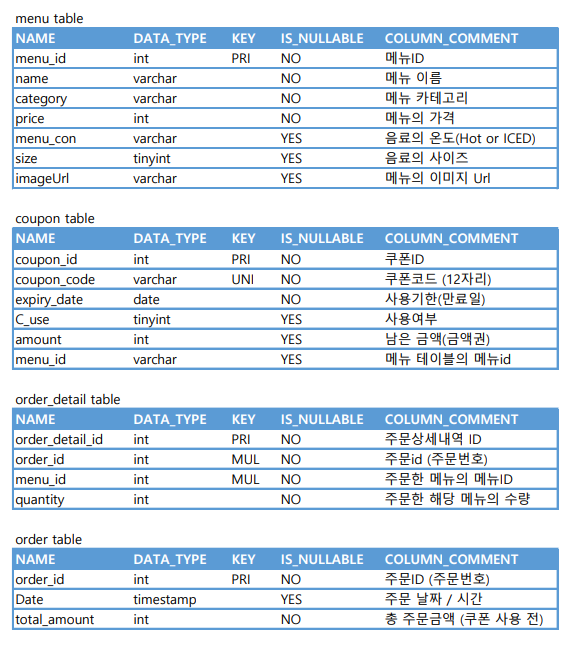 menu table
NAME DATA_TYPE KEY IS_NULLABLE COLUMN_COMMENT
menu_id int PRI NO 메뉴ID
name varchar NO 메뉴 이름
category varchar NO 메뉴 카테고리
price int NO 메뉴의 가격
menu_con varchar YES 음료의 온도(Hot or ICED)
size tinyint YES 음료의 사이즈
imageUrl varchar YES 메뉴의 이미지 Url
coupon table
NAME DATA_TYPE KEY IS_NULLABLE COLUMN_COMMENT
coupon_id int PRI NO 쿠폰ID
coupon_code varchar UNI NO 쿠폰코드 (12자리)
expiry_date date NO 사용기한(만료일)
C_use tinyint YES 사용여부
amount int YES 남은 금액(금액권)
menu_id varchar YES 메뉴 테이블의 메뉴id
order_detail table
NAME DATA_TYPE KEY IS_NULLABLE COLUMN_COMMENT
order_detail_id int PRI NO 주문상세내역 ID
order_id int MUL NO 주문id (주문번호)
menu_id int MUL NO 주문한 메뉴의 메뉴ID
quantity int NO 주문한 해당 메뉴의 수량
order table
NAME DATA_TYPE KEY IS_NULLABLE COLUMN_COMMENT
order_id int PRI NO 주문ID (주문번호)
Date timestamp YES 주문 날짜 / 시간
total_amount int NO 총 주문금액 (쿠폰 사용 전)